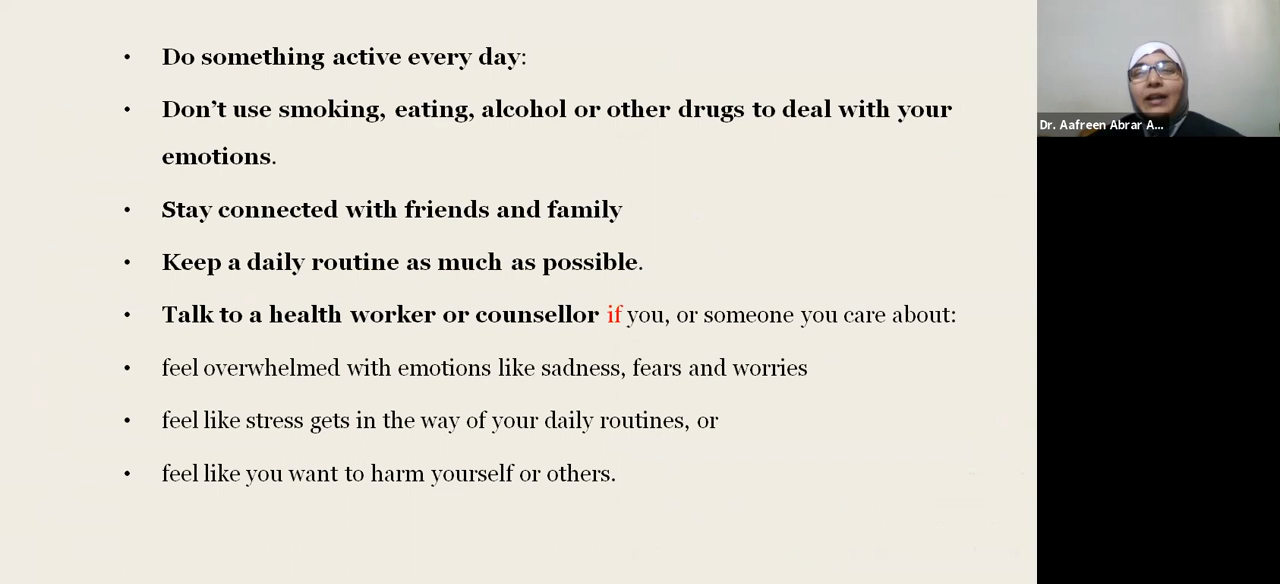 • Do something active every day:
• Don’t use smoking, eating, alcohol or other drugs to deal with your
emotions.
• Stay connected with friends and family
• Keep a daily routine as much as possible.
• Talk to a health worker or counsellor if you, or someone you care about:
• feel overwhelmed with emotions like sadness, fears and worries
• feel like stress gets in the way of your daily routines, or
• feel like you want to harm yourself or others.
Dr. Aafreen Abrar A...